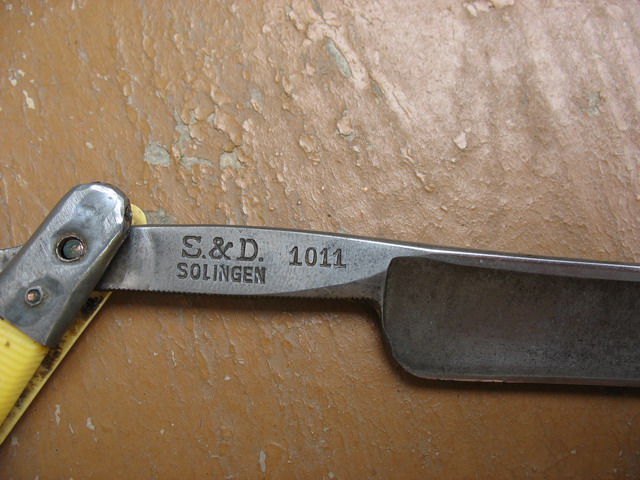 S. & D. 1011
SOLINGEN